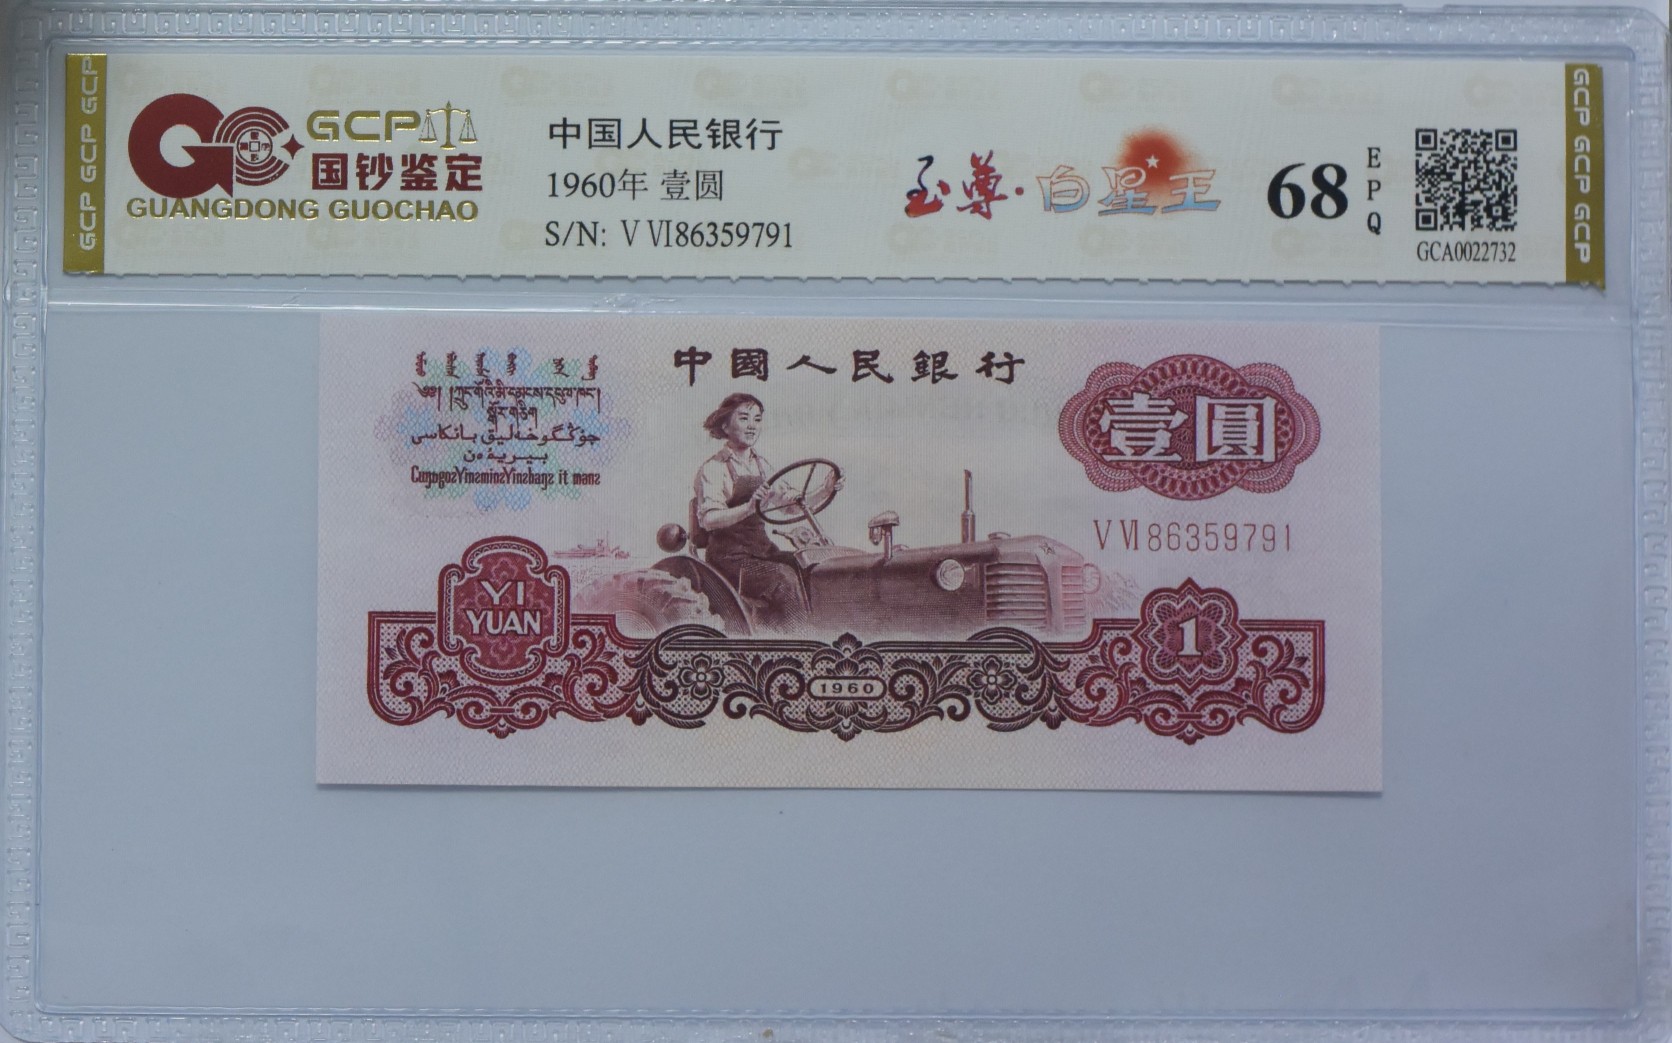 GCP
国钞鉴定
GUANGDONG GUOCHAO
中国人民银行
1960年 壹圆
S/N: V VI86359791
至尊·白星王
68
EPQ
GCA0022732
GCP GCP GCP
GCP GCP GCP
中國人民銀行
壹圓
V VI 86359791
YI
YUAN
1960
1